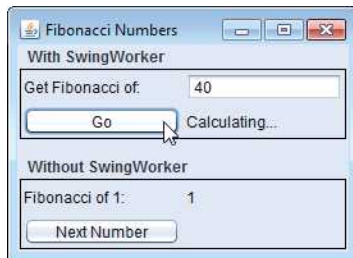 Fibonacci Numbers
With SwingWorker
Get Fibonacci of: 40
Go Calculating...
Without SwingWorker
Fibonacci of 1: 1
Next Number